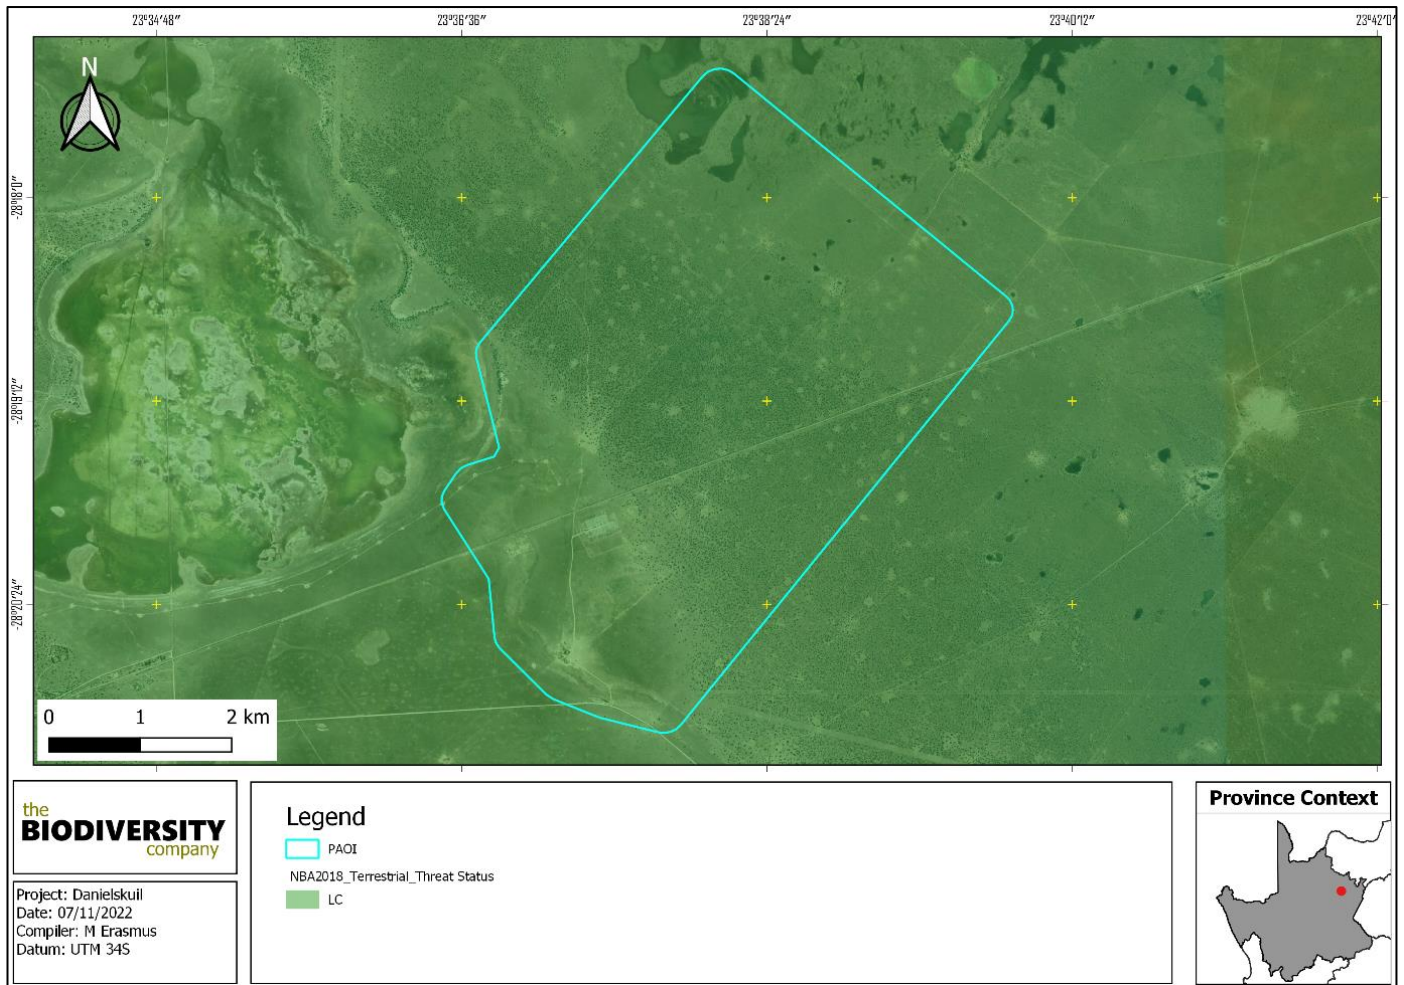 23°34'48" 23°36'36" 23°38'24" 23°40'12" 23°42'0"
N
-28°18'0"
-28°19'12"
-28°20'24"
0 1 2 km
the
BIODIVERSITY
company
Project: Danielskuil
Date: 07/11/2022
Compiler: M Erasmus
Datum: UTM 34S
Legend
PAOI
NBA2018_Terrestrial_Threat Status
LC
Province Context